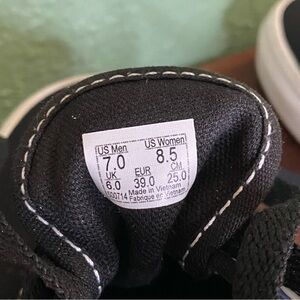 US Men US Women
7.0 8.5
UK EUR CM
6.0 39.0 25.0
Made in Vietnam
Fabriqué en Vietnam